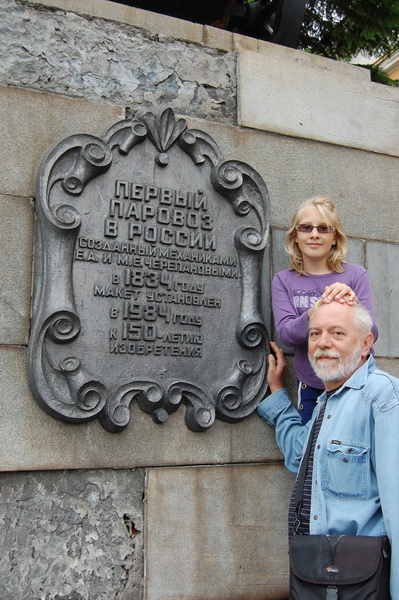 ПЕРВЫЙ
ПАРОВОЗ
В РОССИИ
СОЗДАННЫЙ МЕХАНИКАМИ
Е.А. И М.Е.ЧЕРЕПАНОВЫМИ
В 1834 ГОДУ
МАКЕТ УСТАНОВЛЕН
В 1984 ГОДУ
К 150-ЛЕТИЮ
ИЗОБРЕТЕНИЯ